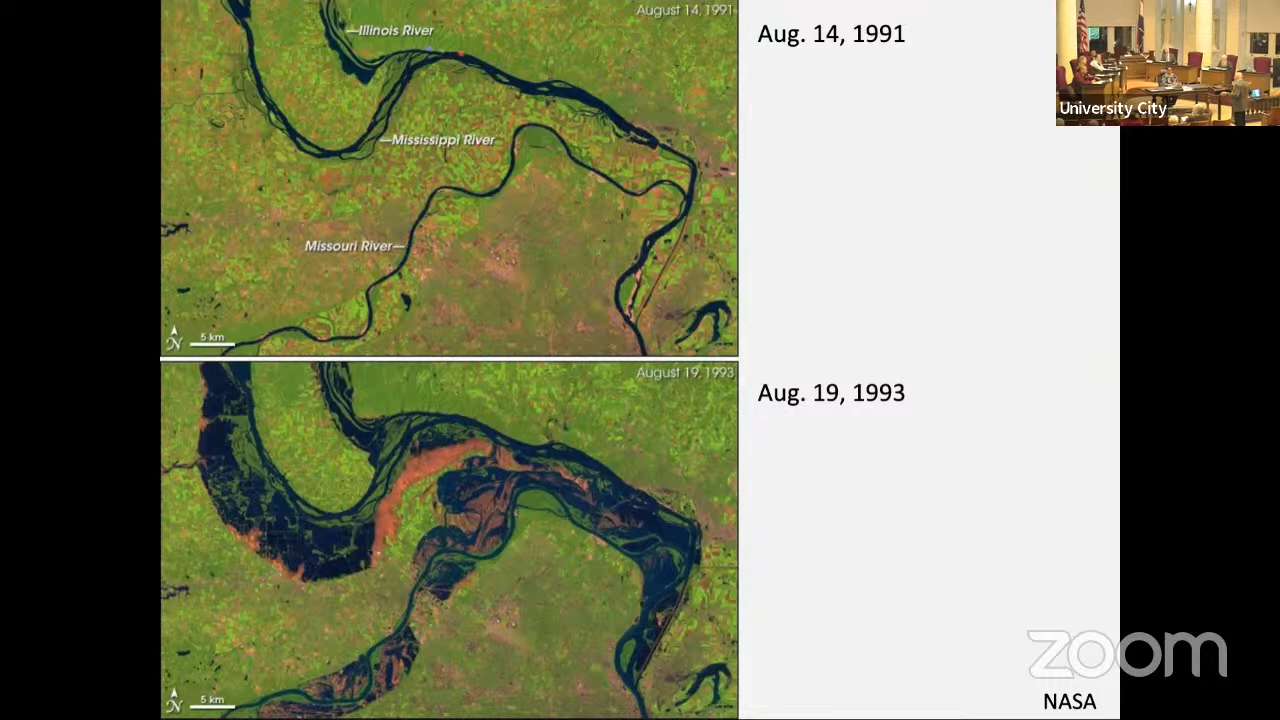 August 14, 1991
Illinois River
Mississippi River
Missouri River
N
5 km
Aug. 14, 1991
University City
August 19, 1993
N
5 km
Aug. 19, 1993
zoom
NASA